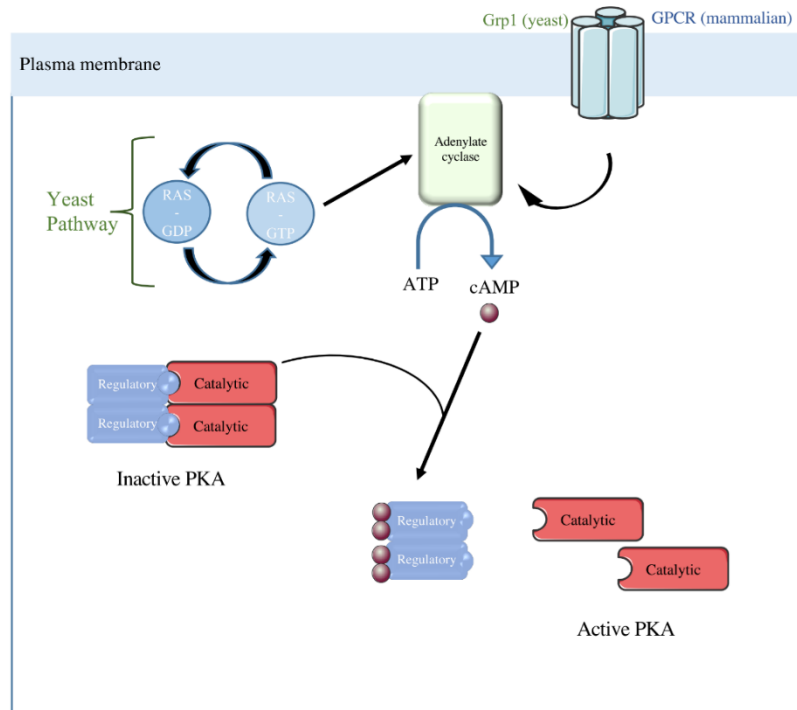 Grp1 (yeast)
GPCR (mammalian)
Plasma membrane
Adenylate
cyclase
Yeast
Pathway
RAS
-
GDP
RAS
-
GTP
ATP
cAMP
Regulatory
Catalytic
Regulatory
Catalytic
Inactive PKA
Regulatory
Regulatory
Catalytic
Catalytic
Active PKA